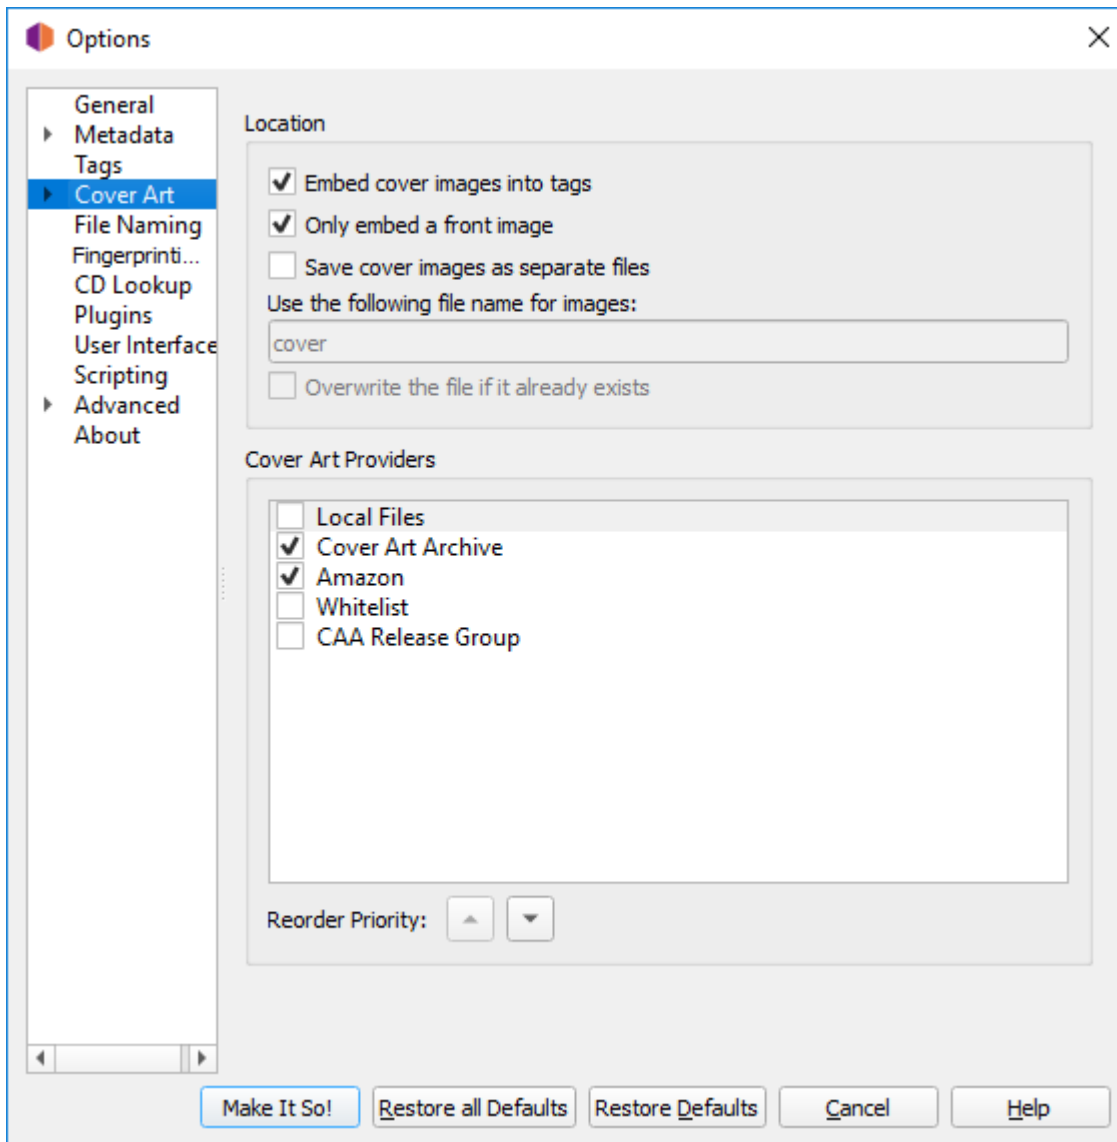 Options
General
Metadata
Tags
Cover Art
File Naming
Fingerprinti...
CD Lookup
Plugins
User Interface
Scripting
Advanced
About
Location
Embed cover images into tags
Only embed a front image
Save cover images as separate files
Use the following file name for images:
cover
Overwrite the file if it already exists
Cover Art Providers
Local Files
Cover Art Archive
Amazon
Whitelist
CAA Release Group
Reorder Priority:
Make It So! Restore all Defaults Restore Defaults Cancel Help